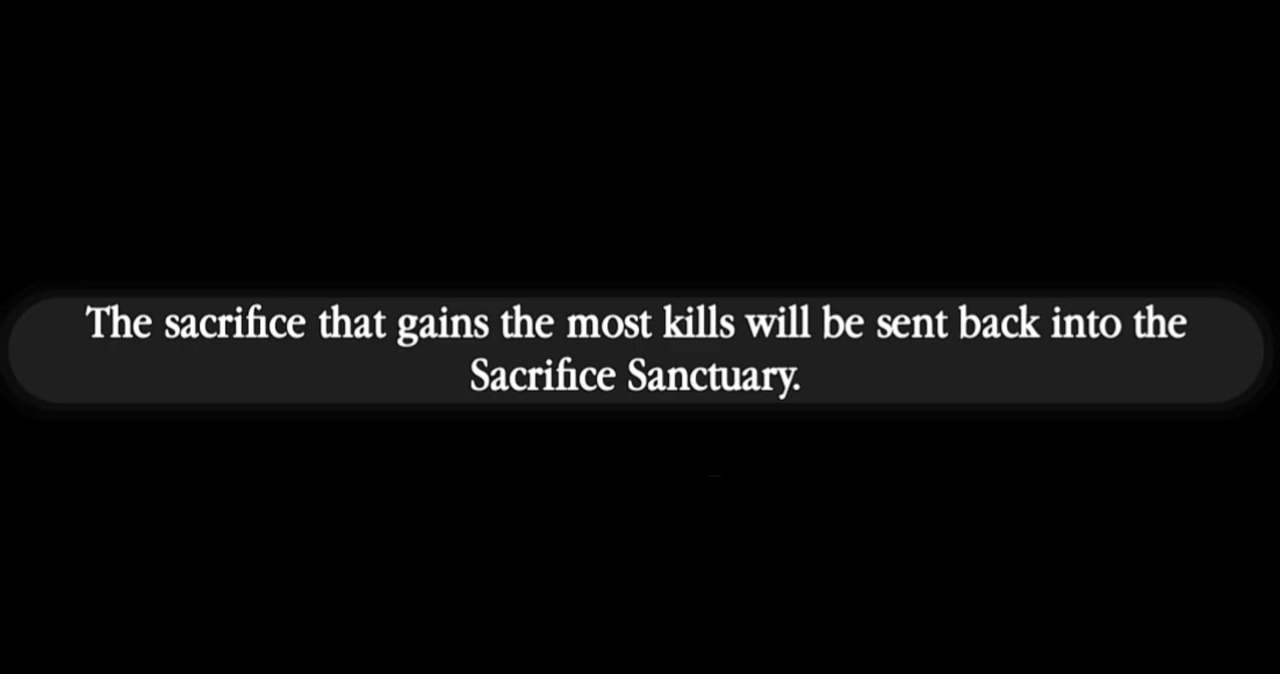 The sacrifice that gains the most kills will be sent back into the
Sacrifice Sanctuary.